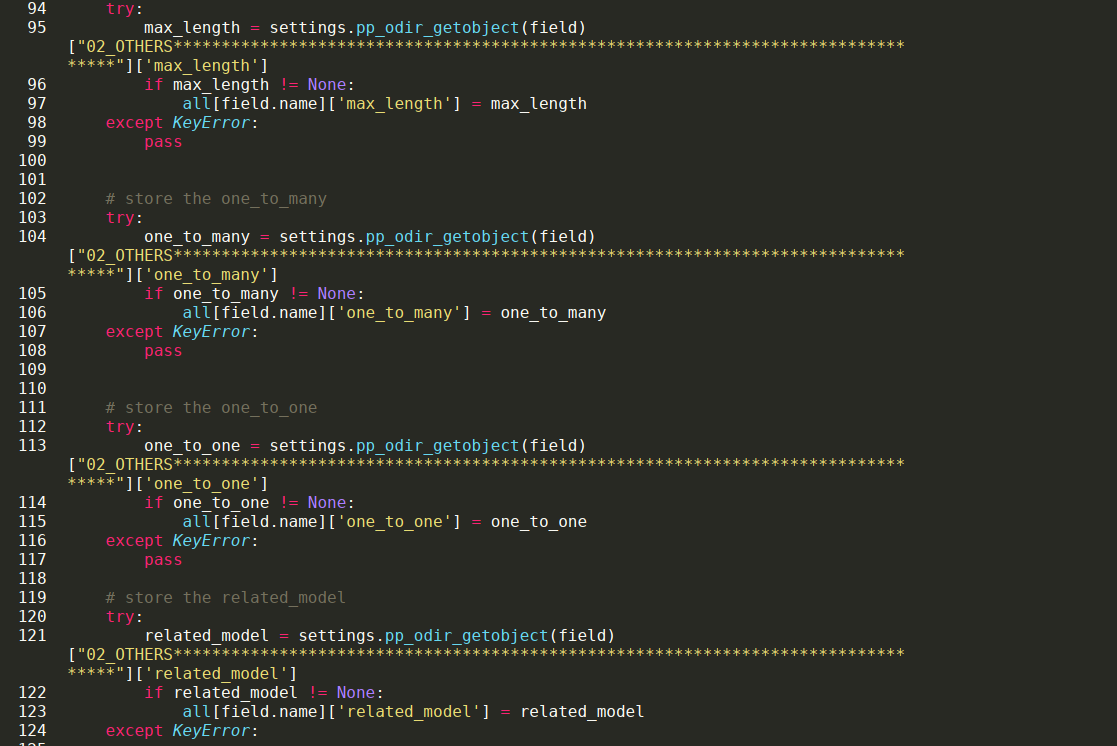 94 try:
95 max_length = settings.pp_odir_getobject(field)
["02_OTHERS****************************************************************************
*****"]['max_length']
96 if max_length != None:
97 all[field.name]['max_length'] = max_length
98 except KeyError:
99 pass
100
101
102 # store the one_to_many
103 try:
104 one_to_many = settings.pp_odir_getobject(field)
["02_OTHERS****************************************************************************
*****"]['one_to_many']
105 if one_to_many != None:
106 all[field.name]['one_to_many'] = one_to_many
107 except KeyError:
108 pass
109
110
111 # store the one_to_one
112 try:
113 one_to_one = settings.pp_odir_getobject(field)
["02_OTHERS****************************************************************************
*****"]['one_to_one']
114 if one_to_one != None:
115 all[field.name]['one_to_one'] = one_to_one
116 except KeyError:
117 pass
118
119 # store the related_model
120 try:
121 related_model = settings.pp_odir_getobject(field)
["02_OTHERS****************************************************************************
*****"]['related_model']
122 if related_model != None:
123 all[field.name]['related_model'] = related_model
124 except KeyError: